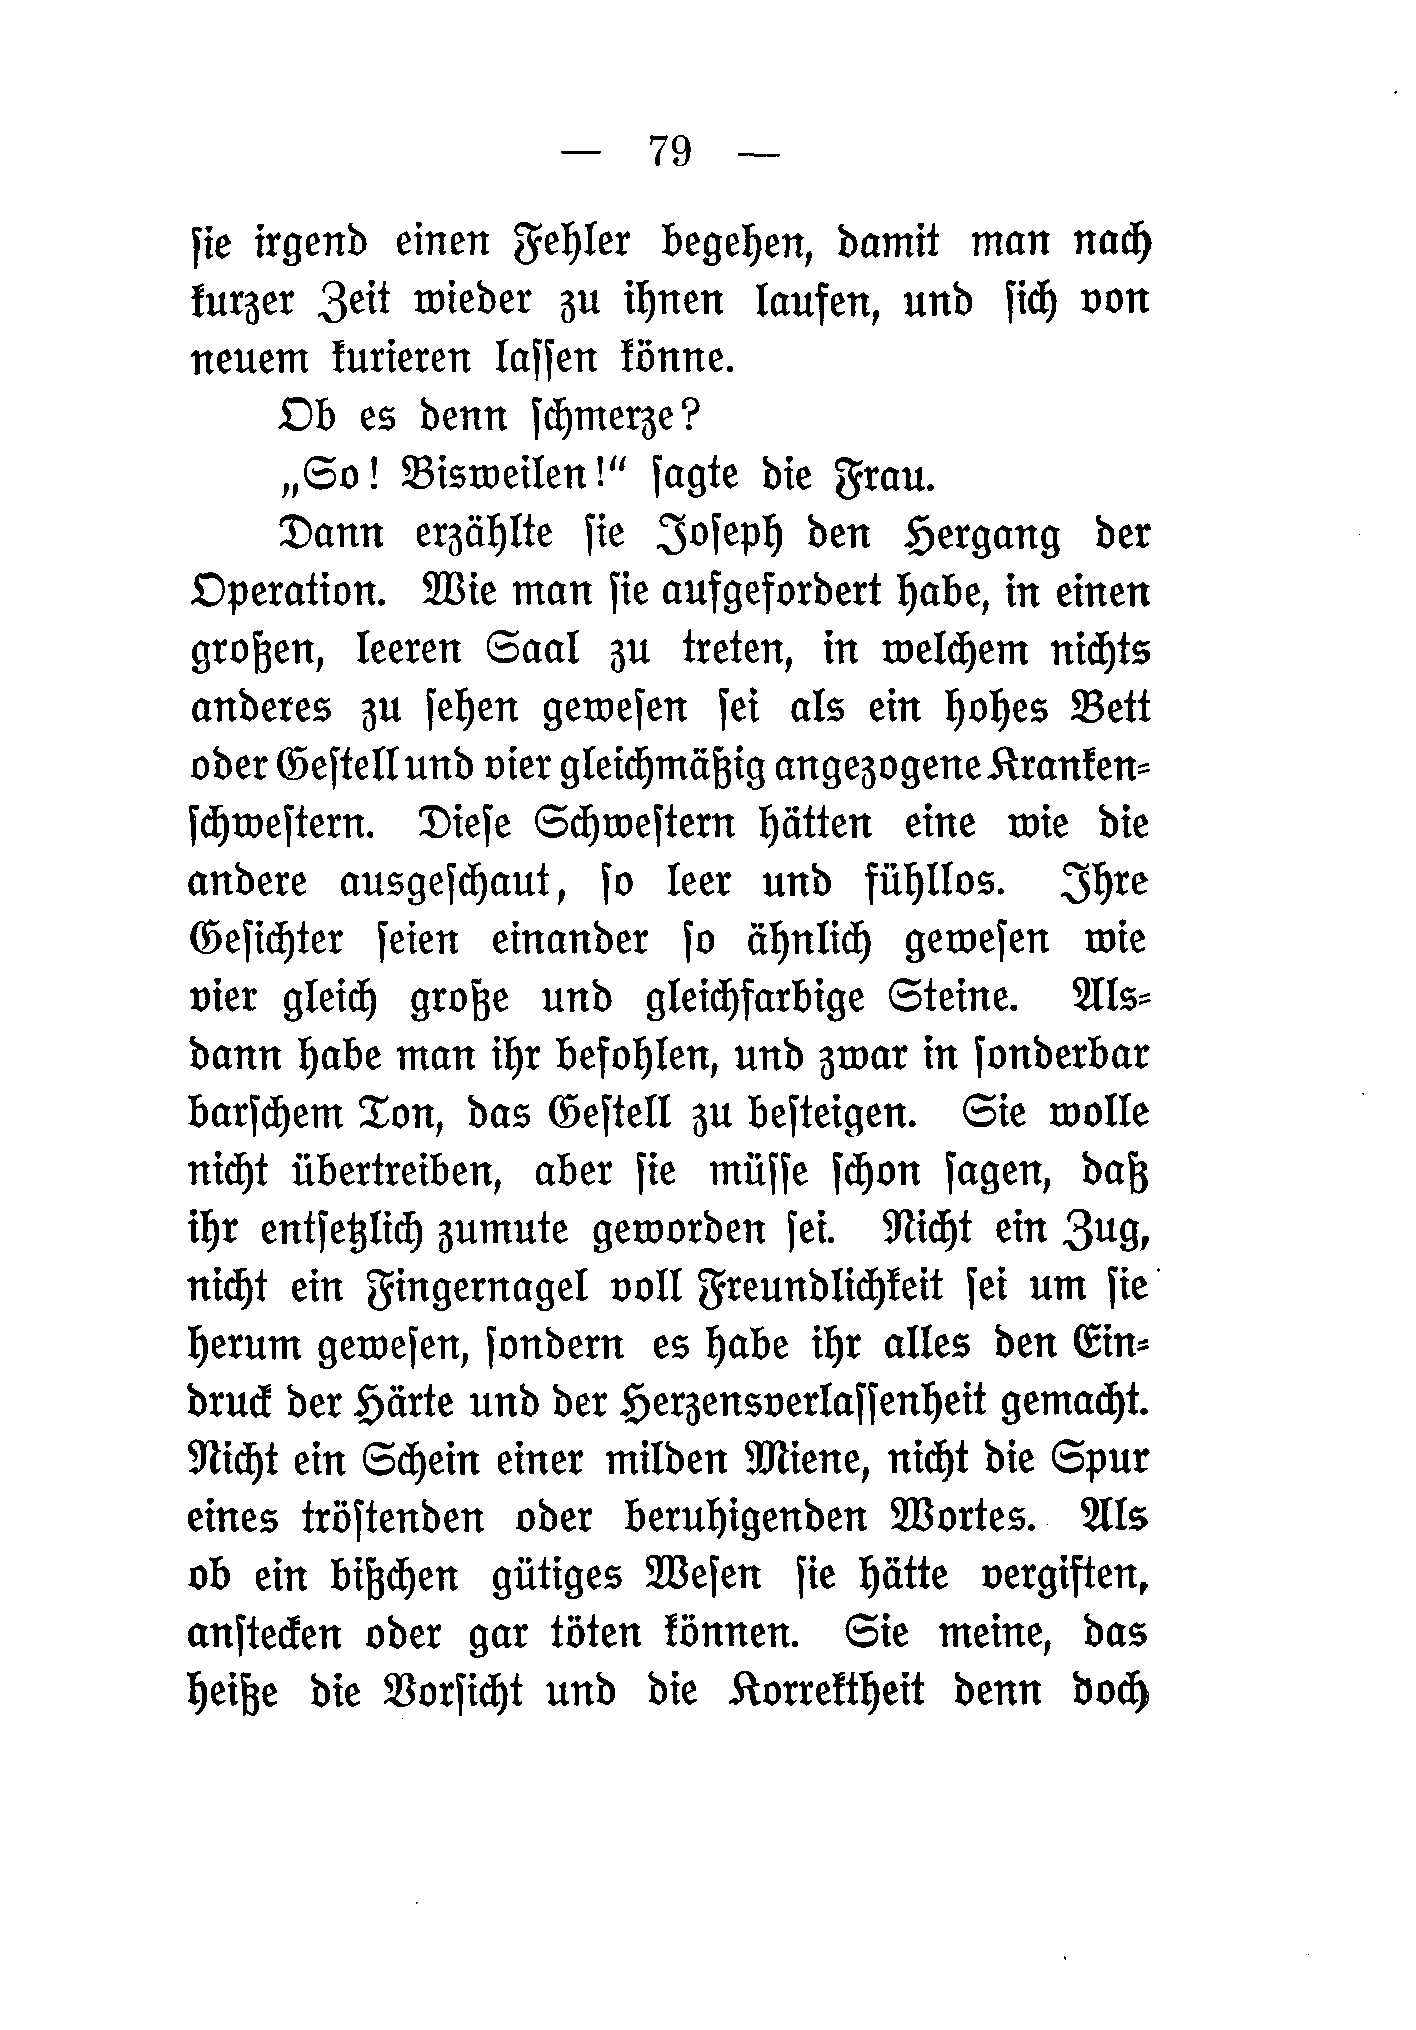 — 79 —
ſie irgend einen Fehler begehen, damit man nach
kurzer Zeit wieder zu ihnen laufen, und ſich von
neuem kurieren laſſen könne.
Ob es denn ſchmerze?
„So! Bisweilen!“ ſagte die Frau.
Dann erzählte ſie Joſeph den Hergang der
Operation. Wie man ſie aufgefordert habe, in einen
großen, leeren Saal zu treten, in welchem nichts
anderes zu ſehen geweſen ſei als ein hohes Bett
oder Geſtell und vier gleichmäßig angezogene Kranken-
ſchweſtern. Dieſe Schweſtern hätten eine wie die
andere ausgeſchaut, ſo leer und fühllos. Ihre
Geſichter ſeien einander ſo ähnlich geweſen wie
vier gleich große und gleichfarbige Steine. Als-
dann habe man ihr befohlen, und zwar in ſonderbar
barſchem Ton, das Geſtell zu beſteigen. Sie wolle
nicht übertreiben, aber ſie müſſe ſchon ſagen, daß
ihr entſetzlich zumute geworden ſei. Nicht ein Zug,
nicht ein Fingernagel voll Freundlichkeit ſei um ſie
herum geweſen, ſondern es habe ihr alles den Ein-
druck der Härte und der Herzensverlaſſenheit gemacht.
Nicht ein Schein einer milden Miene, nicht die Spur
eines tröſtenden oder beruhigenden Wortes. Als
ob ein bißchen gütiges Weſen ſie hätte vergiften,
anſtecken oder gar töten können. Sie meine, das
heiße die Vorſicht und die Korrektheit denn doch